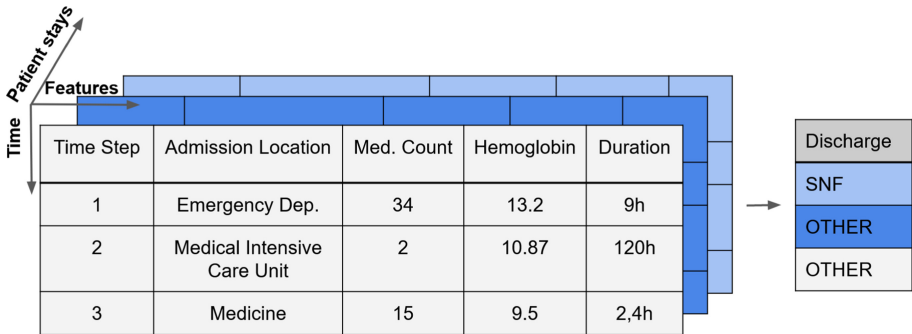 Patient stays
Features
Time
Time Step Admission Location Med. Count Hemoglobin Duration
1 Emergency Dep. 34 13.2 9h
2 Medical Intensive Care Unit 2 10.87 120h
3 Medicine 15 9.5 2,4h
Discharge
SNF
OTHER
OTHER